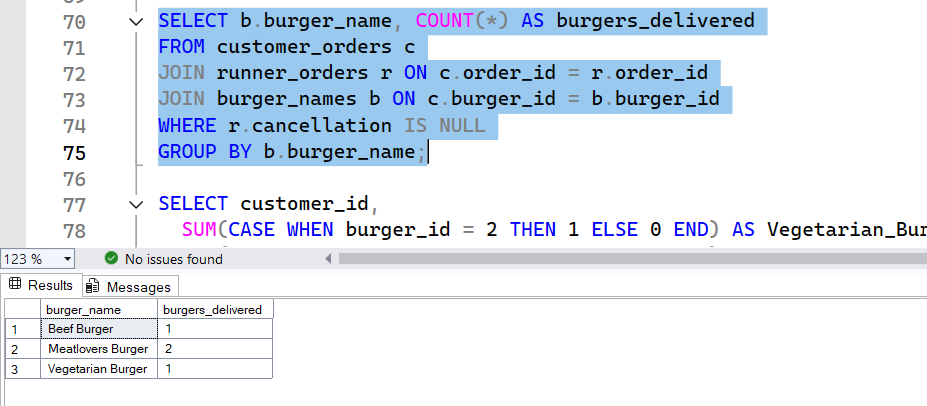 70 SELECT b.burger_name, COUNT(*) AS burgers_delivered
71 FROM customer_orders c
72 JOIN runner_orders r ON c.order_id = r.order_id
73 JOIN burger_names b ON c.burger_id = b.burger_id
74 WHERE r.cancellation IS NULL
75 GROUP BY b.burger_name;
76
77 SELECT customer_id,
78 SUM(CASE WHEN burger_id = 2 THEN 1 ELSE 0 END) AS Vegetarian_Bur
123 % No issues found
Results Messages
burger_name burgers_delivered
1 Beef Burger 1
2 Meatlovers Burger 2
3 Vegetarian Burger 1